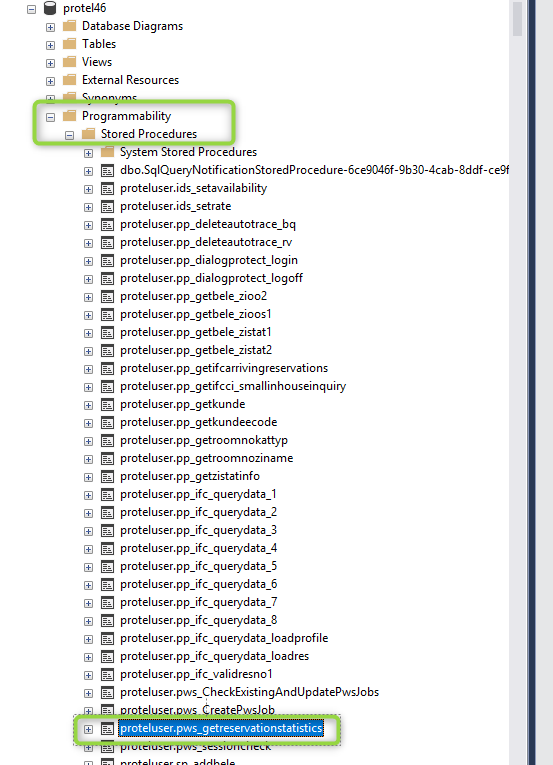 protel46
Database Diagrams
Tables
Views
External Resources
Synonyms
Programmability
Stored Procedures
System Stored Procedures
dbo.SqlQueryNotificationStoredProcedure-6ce9046f-9b30-4cab-8ddf-ce9f
proteluser.ids_setavailability
proteluser.ids_setrate
proteluser.pp_deleteautotrace_bq
proteluser.pp_deleteautotrace_rv
proteluser.pp_dialogprotect_login
proteluser.pp_dialogprotect_logoff
proteluser.pp_getbele_zioo2
proteluser.pp_getbele_zioos1
proteluser.pp_getbele_zistat1
proteluser.pp_getbele_zistat2
proteluser.pp_getifcarrivingreservations
proteluser.pp_getifcci_smallinhouseinquiry
proteluser.pp_getkunde
proteluser.pp_getkundeecode
proteluser.pp_getroomnokattyp
proteluser.pp_getroomnoziname
proteluser.pp_getzistatinfo
proteluser.pp_ifc_querydata_1
proteluser.pp_ifc_querydata_2
proteluser.pp_ifc_querydata_3
proteluser.pp_ifc_querydata_4
proteluser.pp_ifc_querydata_5
proteluser.pp_ifc_querydata_6
proteluser.pp_ifc_querydata_7
proteluser.pp_ifc_querydata_8
proteluser.pp_ifc_querydata_loadprofile
proteluser.pp_ifc_querydata_loadres
proteluser.pp_ifc_validresno1
proteluser.pws_CheckExistingAndUpdatePwsJobs
proteluser.pws_CreatePwsJob
proteluser.pws_getreservationstatistics
proteluser.pws_sessioncheck
proteluser.sp_addbele